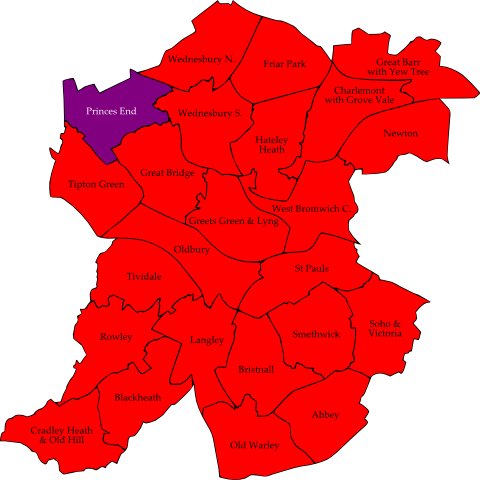 Wednesbury N.
Friar Park
Great Barr
with Yew Tree
Charlemont
with Grove Vale
Princes End
Wednesbury S.
Newton
Hateley
Heath
Great Bridge
Tipton Green
West Bromwich C.
Greets Green & Lyng
Oldbury
St Pauls
Tividale
Rowley
Langley
Smethwick
Soho &
Victoria
Bristnall
Blackheath
Abbey
Cradley Heath
& Old Hill
Old Warley